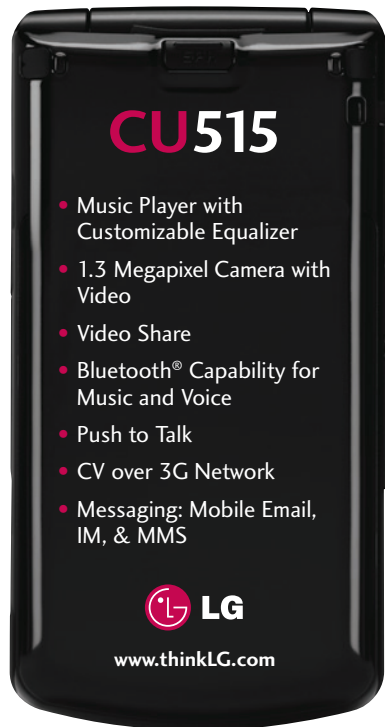 CU515
• Music Player with
Customizable Equalizer
• 1.3 Megapixel Camera with
Video
• Video Share
• Bluetooth® Capability for
Music and Voice
• Push to Talk
• CV over 3G Network
• Messaging: Mobile Email,
IM, & MMS
LG
www.thinkLG.com